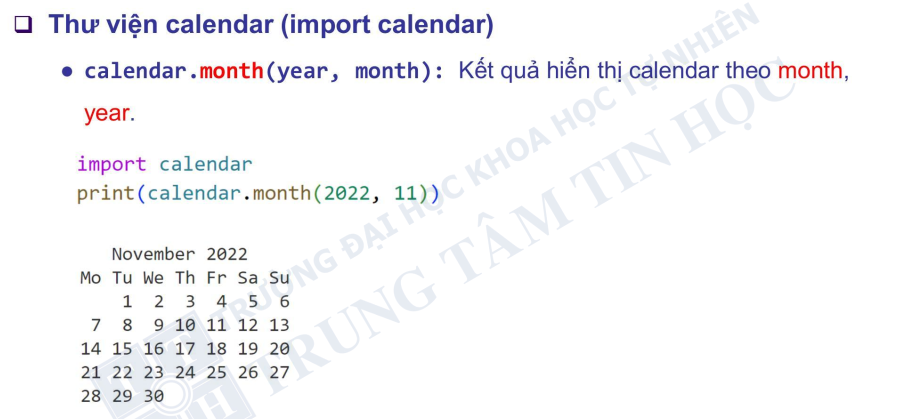 ❑ Thư viện calendar (import calendar)
• calendar.month(year, month): Kết quả hiển thị calendar theo month,
year.
import calendar
print(calendar.month(2022, 11))
November 2022
Mo Tu We Th Fr Sa Su
1 2 3 4 5 6
7 8 9 10 11 12 13
14 15 16 17 18 19 20
21 22 23 24 25 26 27
28 29 30
TRƯỜNG ĐẠI HỌC KHOA HỌC TỰ NHIÊN
TRUNG TÂM TIN HỌC